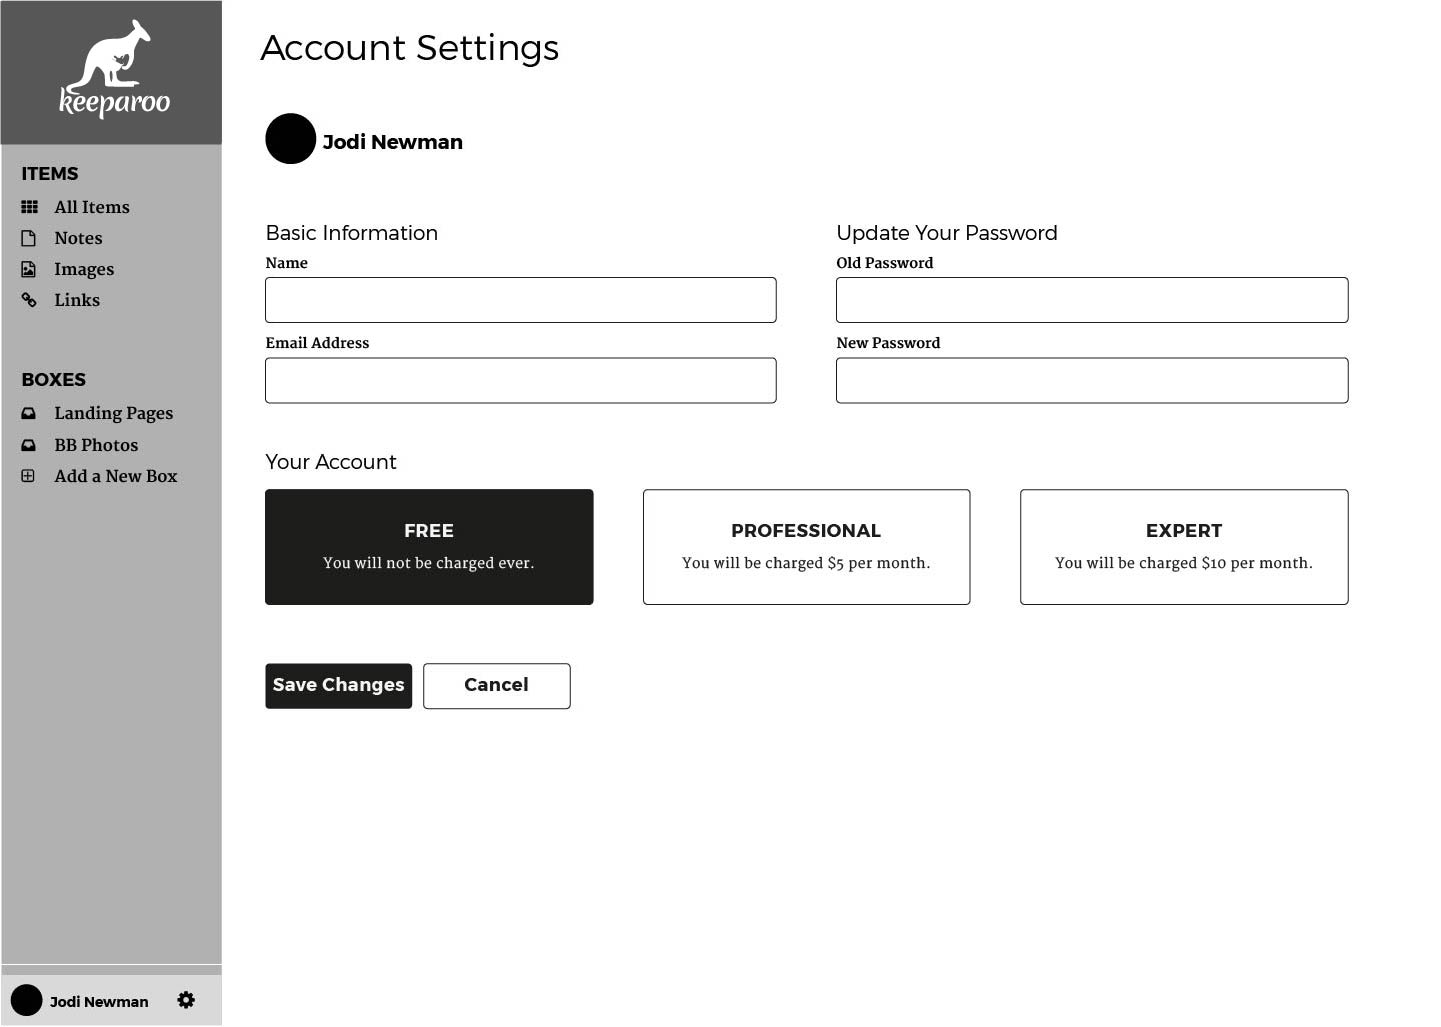 keeparoo
ITEMS
All Items
Notes
Images
Links
BOXES
Landing Pages
BB Photos
Add a New Box
Jodi Newman
Account Settings
Jodi Newman
Basic Information
Name
Email Address
Update Your Password
Old Password
New Password
Your Account
FREE
You will not be charged ever.
PROFESSIONAL
You will be charged $5 per month.
EXPERT
You will be charged $10 per month.
Save Changes
Cancel